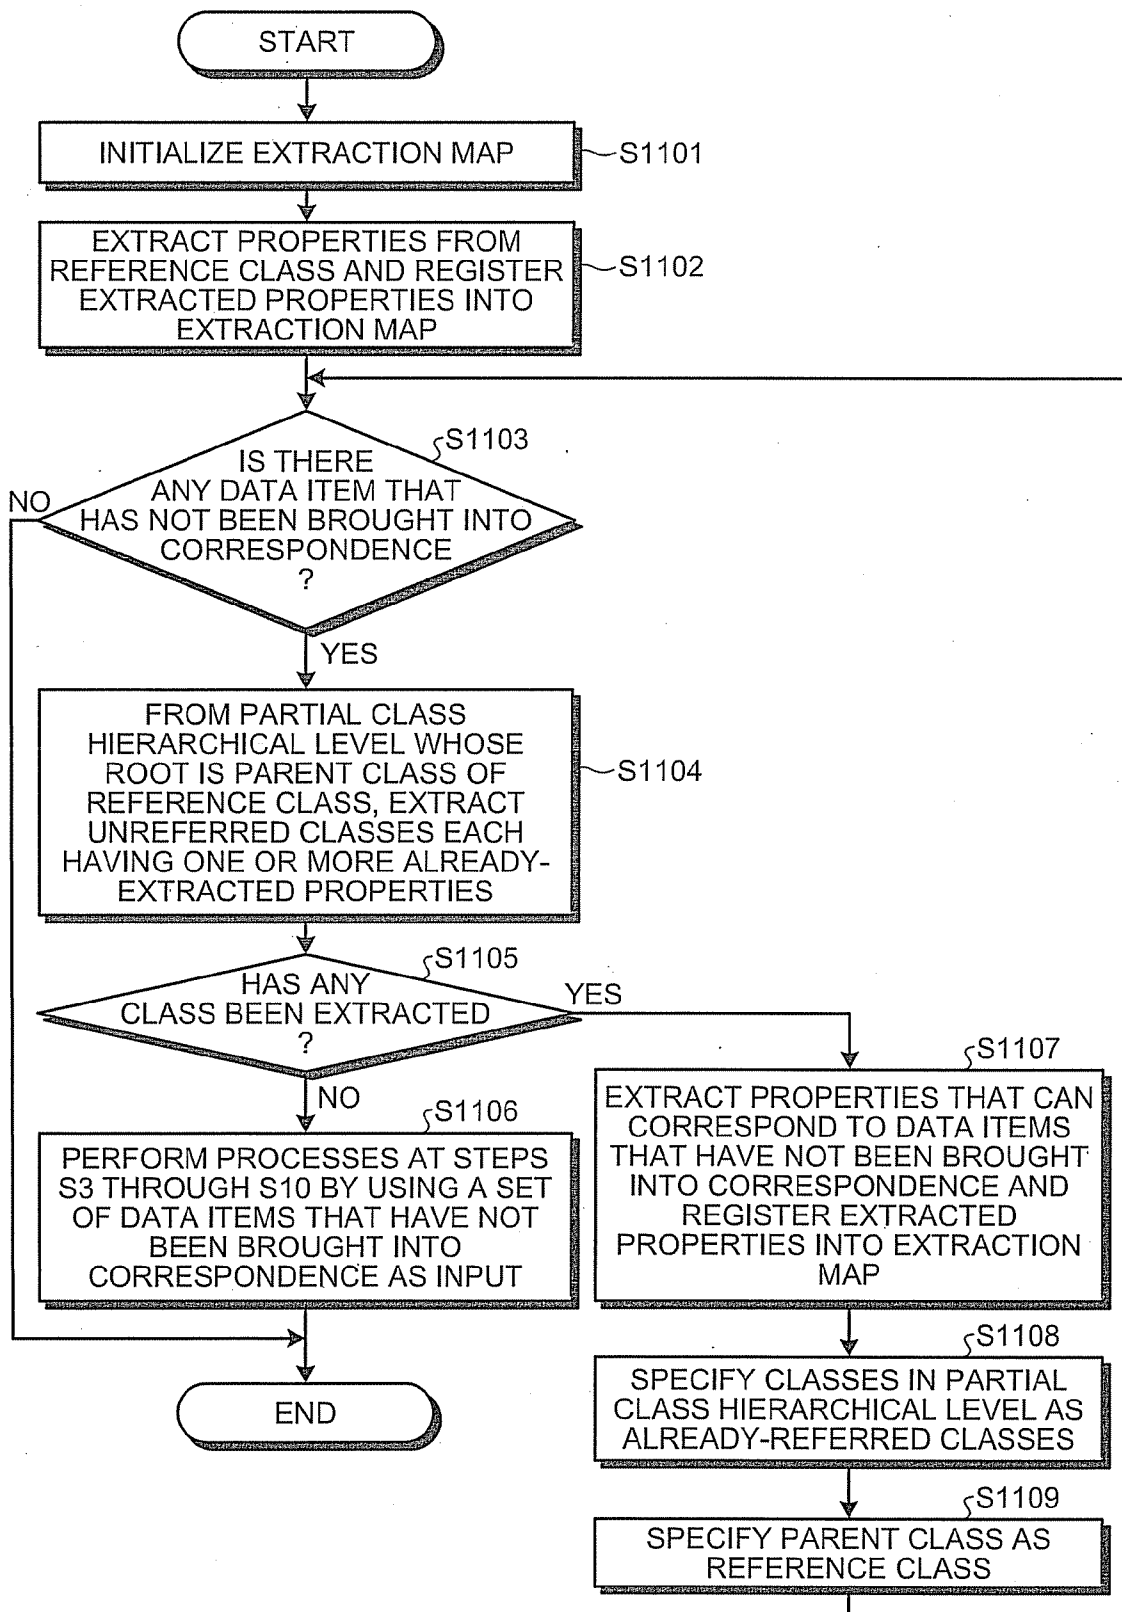 START
INITIALIZE EXTRACTION MAP
S1101
EXTRACT PROPERTIES FROM
REFERENCE CLASS AND REGISTER
EXTRACTED PROPERTIES INTO
EXTRACTION MAP
S1102
S1103
IS THERE
ANY DATA ITEM THAT
HAS NOT BEEN BROUGHT INTO
CORRESPONDENCE
?
NO
YES
FROM PARTIAL CLASS
HIERARCHICAL LEVEL WHOSE
ROOT IS PARENT CLASS OF
REFERENCE CLASS, EXTRACT
UNREFERRED CLASSES EACH
HAVING ONE OR MORE ALREADY-
EXTRACTED PROPERTIES
S1104
S1105
HAS ANY
CLASS BEEN EXTRACTED
?
YES
NO
S1106
PERFORM PROCESSES AT STEPS
S3 THROUGH S10 BY USING A SET
OF DATA ITEMS THAT HAVE NOT
BEEN BROUGHT INTO
CORRESPONDENCE AS INPUT
END
S1107
EXTRACT PROPERTIES THAT CAN
CORRESPOND TO DATA ITEMS
THAT HAVE NOT BEEN BROUGHT
INTO CORRESPONDENCE AND
REGISTER EXTRACTED
PROPERTIES INTO EXTRACTION
MAP
S1108
SPECIFY CLASSES IN PARTIAL
CLASS HIERARCHICAL LEVEL AS
ALREADY-REFERRED CLASSES
S1109
SPECIFY PARENT CLASS AS
REFERENCE CLASS